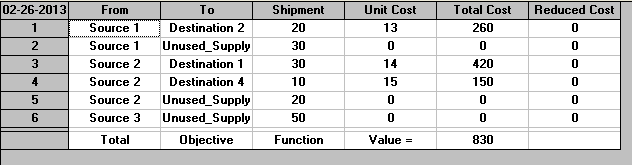 02-26-2013 From To Shipment Unit Cost Total Cost Reduced Cost
1 Source 1 Destination 2 20 13 260 0
2 Source 1 Unused_Supply 30 0 0 0
3 Source 2 Destination 1 30 14 420 0
4 Source 2 Destination 4 10 15 150 0
5 Source 2 Unused_Supply 20 0 0 0
6 Source 3 Unused_Supply 50 0 0 0
Total Objective Function Value = 830